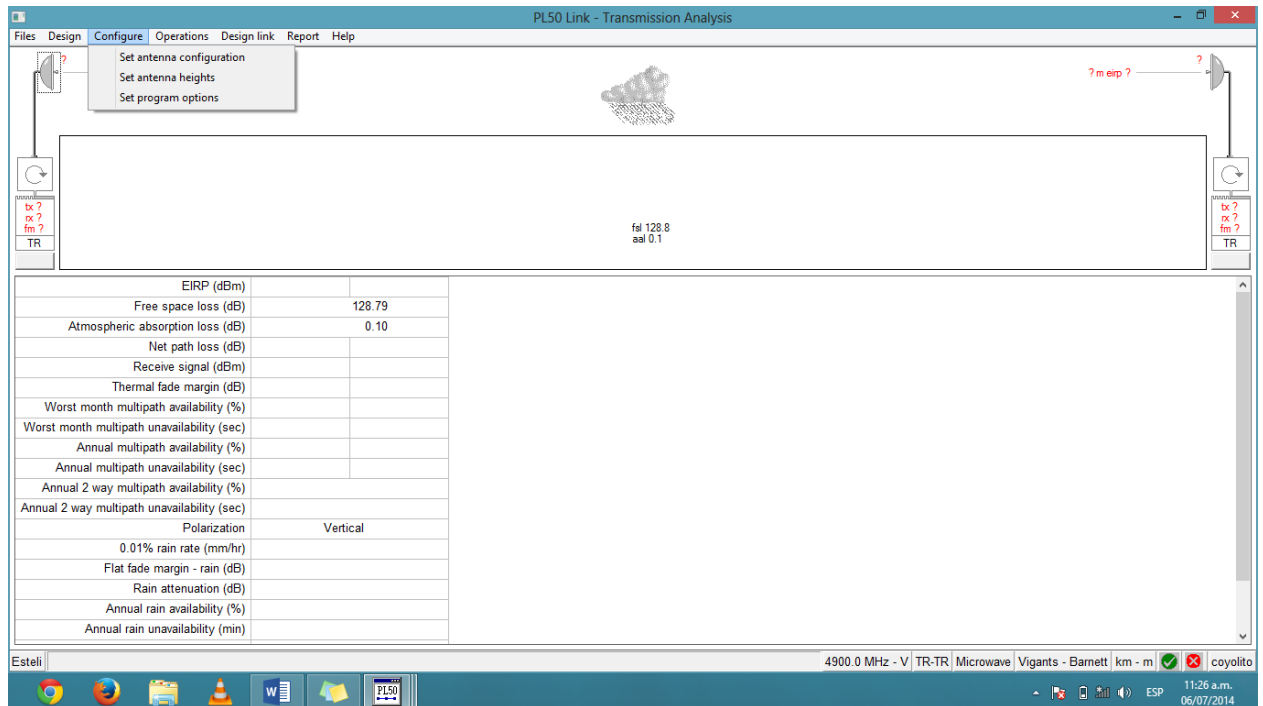 PL50 Link - Transmission Analysis
Files Design Configure Operations Design link Report Help
Set antenna configuration
Set antenna heights
Set program options
?
? m eirp ?
?
tx ?
rx ?
fm ?
TR
fsl 128.8
aal 0.1
tx ?
rx ?
fm ?
TR
EIRP (dBm)
Free space loss (dB) 128.79
Atmospheric absorption loss (dB) 0.10
Net path loss (dB)
Receive signal (dBm)
Thermal fade margin (dB)
Worst month multipath availability (%)
Worst month multipath unavailability (sec)
Annual multipath availability (%)
Annual multipath unavailability (sec)
Annual 2 way multipath availability (%)
Annual 2 way multipath unavailability (sec)
Polarization Vertical
0.01% rain rate (mm/hr)
Flat fade margin - rain (dB)
Rain attenuation (dB)
Annual rain availability (%)
Annual rain unavailability (min)
Esteli 4900.0 MHz - V TR-TR Microwave Vigants - Barnett km - m coyolito
PL50
ESP
11:26 a.m.
06/07/2014